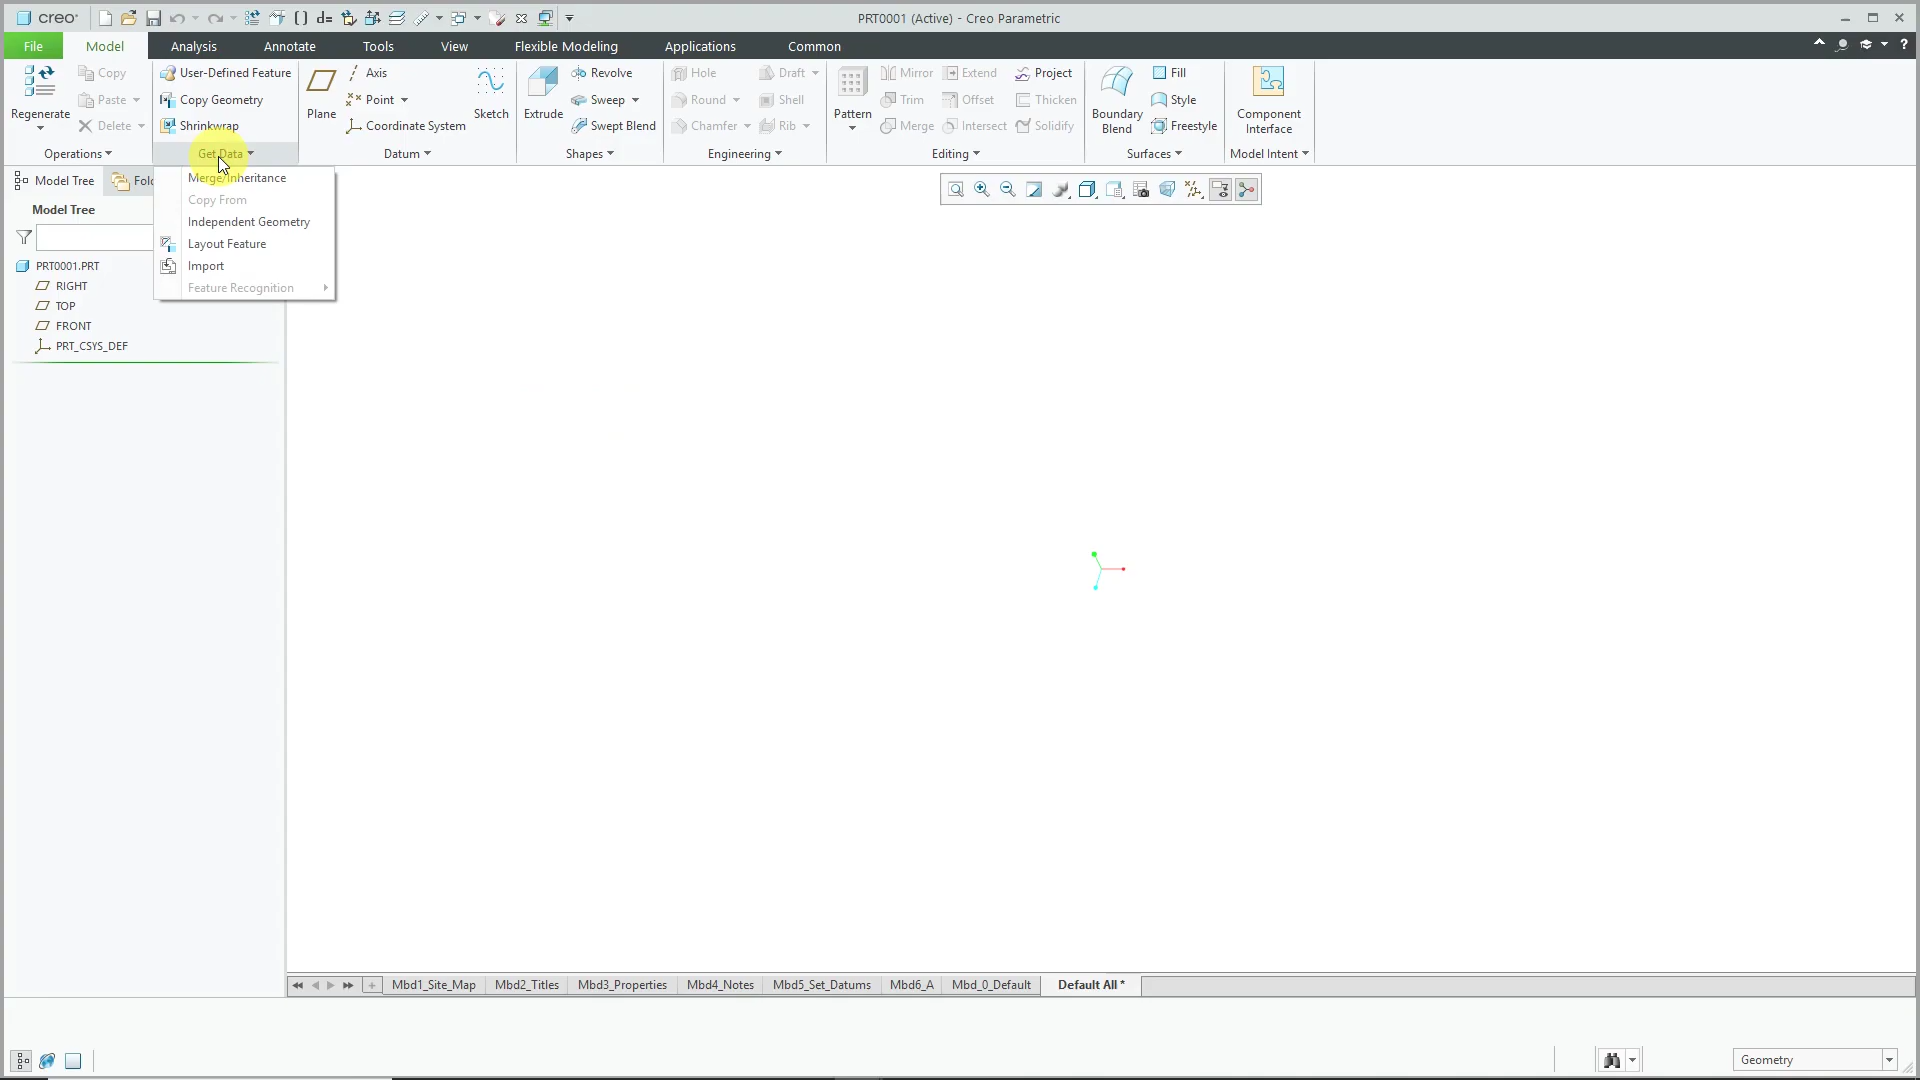 creo
d=
PRT0001 (Active) - Creo Parametric
File
Model
Analysis
Annotate
Tools
View
Flexible Modeling
Applications
Common
?
Regenerate
Copy
Paste
Delete
Operations
User-Defined Feature
Copy Geometry
Shrinkwrap
Get Data
Plane
Axis
Point
Coordinate System
Sketch
Datum
Extrude
Revolve
Sweep
Swept Blend
Shapes
Hole
Round
Chamfer
Draft
Shell
Rib
Engineering
Pattern
Mirror
Trim
Merge
Extend
Offset
Intersect
Project
Thicken
Solidify
Editing
Boundary
Blend
Fill
Style
Freestyle
Surfaces
Component
Interface
Model Intent
Model Tree
Fold
Model Tree
Merge/Inheritance
Copy From
Independent Geometry
Layout Feature
Import
Feature Recognition
PRT0001.PRT
RIGHT
TOP
FRONT
PRT_CSYS_DEF
Mbd1_Site_Map
Mbd2_Titles
Mbd3_Properties
Mbd4_Notes
Mbd5_Set_Datums
Mbd6_A
Mbd_0_Default
Default All *
Geometry